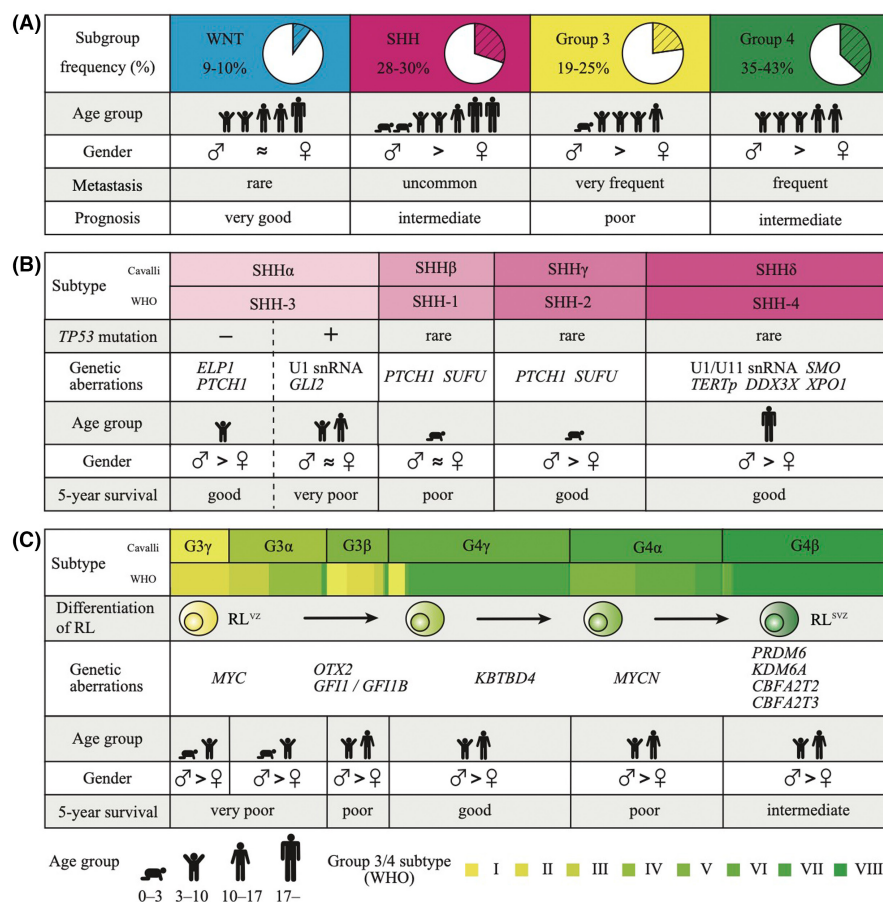 (A)
Subgroup
frequency (%)
WNT
9-10%
SHH
28-30%
Group 3
19-25%
Group 4
35-43%
Age group
Gender ♂ ≈ ♀ ♂ > ♀ ♂ > ♀ ♂ > ♀
Metastasis rare uncommon very frequent frequent
Prognosis very good intermediate poor intermediate
(B)
Subtype
Cavalli SHHα SHHβ SHHγ SHHδ
WHO SHH-3 SHH-1 SHH-2 SHH-4
TP53 mutation − + rare rare rare
Genetic
aberrations
ELP1
PTCH1
U1 snRNA
GLI2
PTCH1 SUFU
PTCH1 SUFU
U1/U11 snRNA SMO
TERTp DDX3X XPO1
Age group
Gender ♂ > ♀ ♂ ≈ ♀ ♂ ≈ ♀ ♂ > ♀ ♂ > ♀
5-year survival good very poor poor good good
(C)
Subtype
Cavalli G3γ G3α G3β G4γ G4α G4β
WHO
Differentiation
of RL
RLVZ
RLSVZ
Genetic
aberrations
MYC
OTX2
GFI1 / GFI1B
KBTBD4
MYCN
PRDM6
KDM6A
CBFA2T2
CBFA2T3
Age group
Gender ♂ > ♀ ♂ > ♀ ♂ > ♀ ♂ > ♀ ♂ > ♀ ♂ > ♀
5-year survival very poor poor good poor intermediate
Age group
0–3 3–10 10–17 17–
Group 3/4 subtype
(WHO)
I II III IV V VI VII VIII